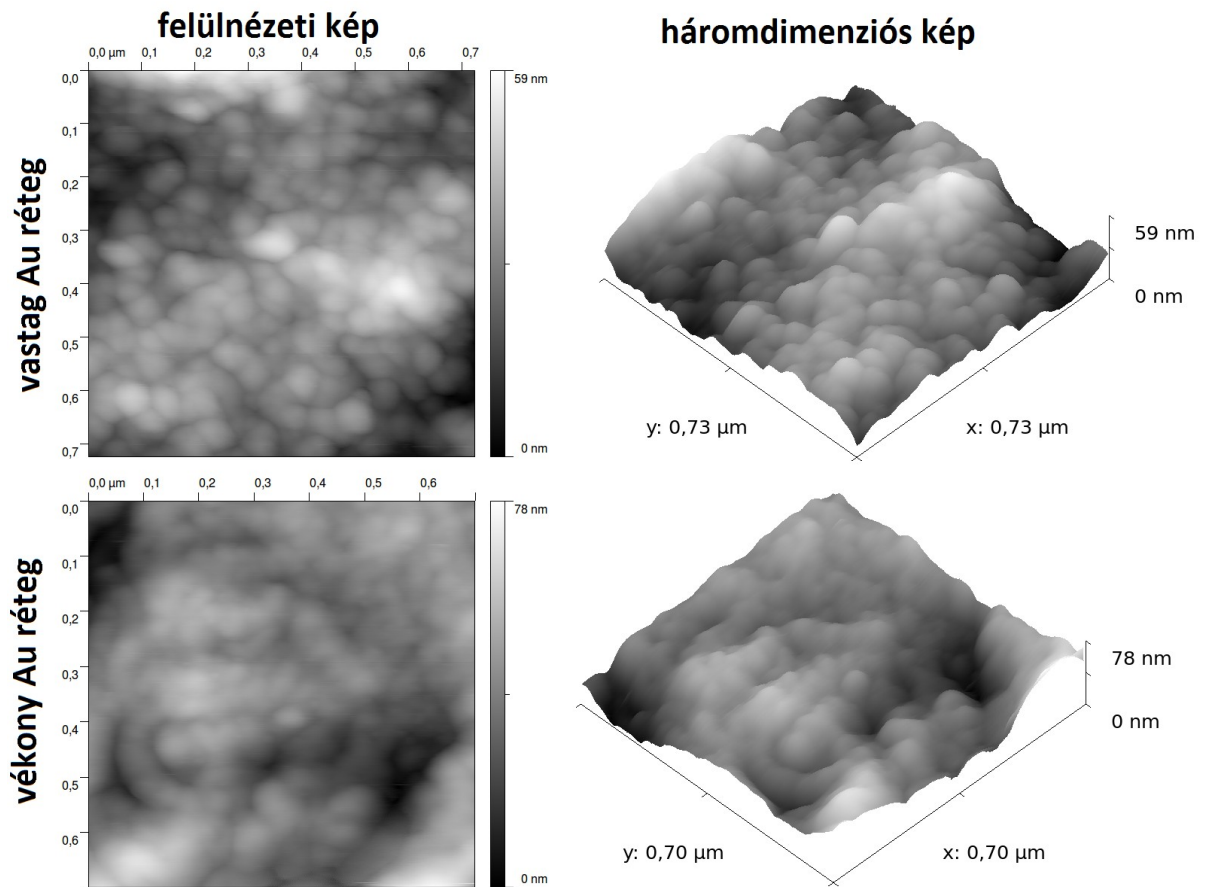 felülnézeti kép
háromdimenziós kép
vastag Au réteg
0,0 µm 0,1 0,2 0,3 0,4 0,5 0,6 0,7
0,0
0,1
0,2
0,3
0,4
0,5
0,6
0,7
59 nm
0 nm
59 nm
0 nm
y: 0,73 µm
x: 0,73 µm
vékony Au réteg
0,0 µm 0,1 0,2 0,3 0,4 0,5 0,6
0,0
0,1
0,2
0,3
0,4
0,5
0,6
78 nm
0 nm
78 nm
0 nm
y: 0,70 µm
x: 0,70 µm